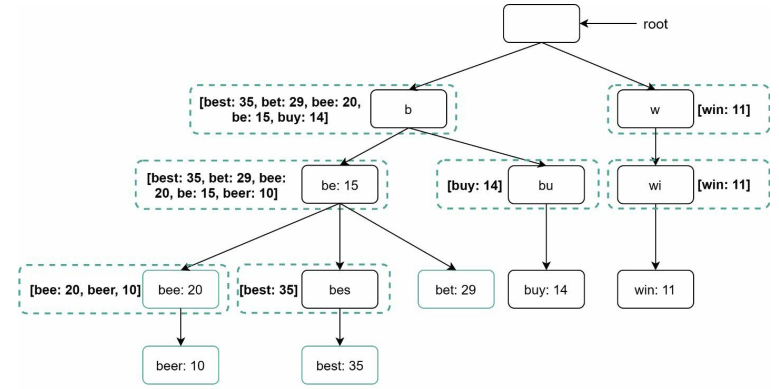 root
[best: 35, bet: 29, bee: 20,
be: 15, buy: 14]
b
w
[win: 11]
[best: 35, bet: 29, bee:
20, be: 15, beer: 10]
be: 15
[buy: 14]
bu
wi
[win: 11]
[bee: 20, beer, 10]
bee: 20
[best: 35]
bes
bet: 29
buy: 14
win: 11
beer: 10
best: 35